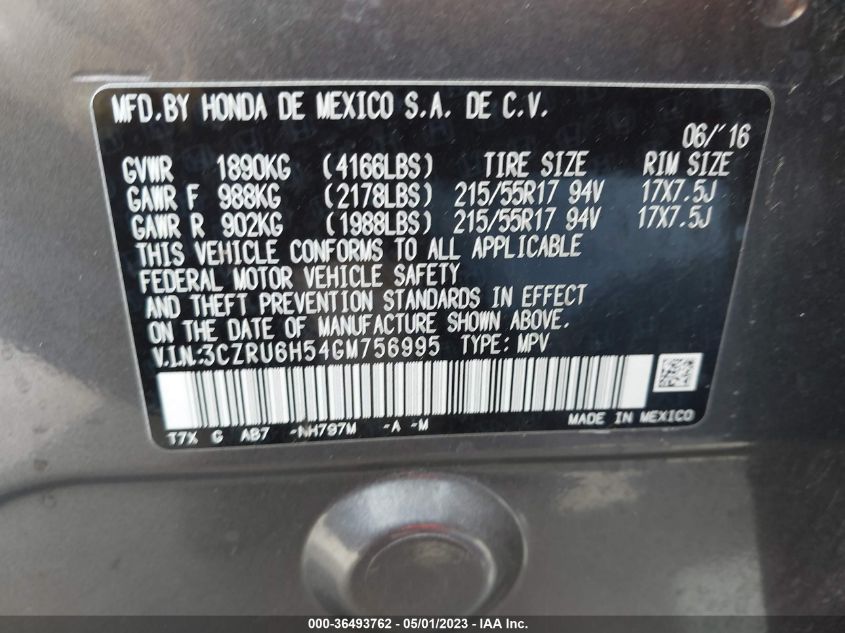 MFD.BY HONDA DE MEXICO S.A. DE C.V.
06/'16
GVWR 1890KG (4166LBS) TIRE SIZE RIM SIZE
GAWR F 988KG (2178LBS) 215/55R17 94V 17X7.5J
GAWR R 902KG (1988LBS) 215/55R17 94V 17X7.5J
THIS VEHICLE CONFORMS TO ALL APPLICABLE
FEDERAL MOTOR VEHICLE SAFETY
AND THEFT PREVENTION STANDARDS IN EFFECT
ON THE DATE OF MANUFACTURE SHOWN ABOVE.
V.I.N.:3CZRU6H54GM756995 TYPE: MPV
T7X G AB7 -NH797M -A -M MADE IN MEXICO
000-36493762 - 05/01/2023 - IAA Inc.